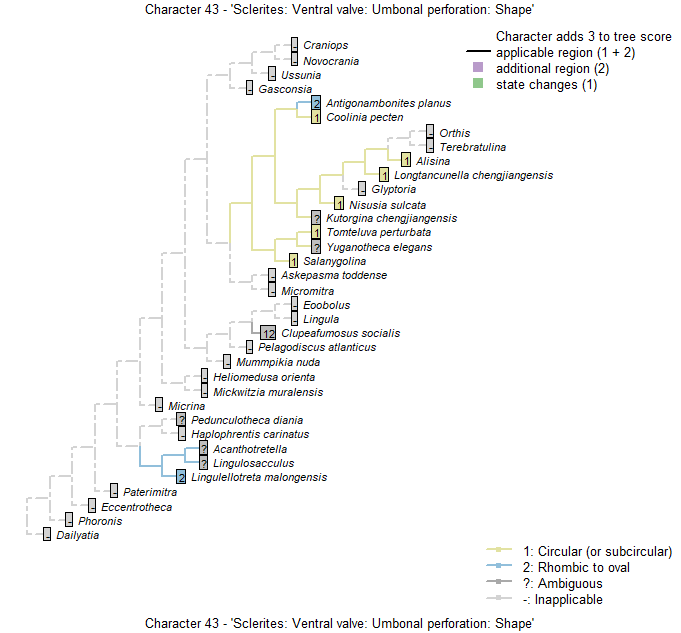 Character 43 - 'Sclerites: Ventral valve: Umbonal perforation: Shape'
Character adds 3 to tree score
applicable region (1 + 2)
additional region (2)
state changes (1)
- Craniops
- Novocrania
- Ussunia
- Gasconsia
2 Antigonambonites planus
1 Coolinia pecten
- Orthis
- Terebratulina
1 Alisina
1 Longtancunella chengjiangensis
- Glyptoria
1 Nisusia sulcata
? Kutorgina chengjiangensis
1 Tomteluva perturbata
? Yuganotheca elegans
1 Salanygolina
- Askepasma toddense
- Micromitra
- Eoobolus
- Lingula
12 Clupeafumosus socialis
- Pelagodiscus atlanticus
- Mummpikia nuda
- Heliomedusa orienta
- Mickwitzia muralensis
- Micrina
? Pedunculotheca diania
- Haplophrentis carinatus
? Acanthotretella
? Lingulosacculus
2 Lingulellotreta malongensis
- Paterimitra
- Eccentrotheca
- Phoronis
- Dailyatia
1: Circular (or subcircular)
2: Rhombic to oval
?: Ambiguous
-: Inapplicable
Character 43 - 'Sclerites: Ventral valve: Umbonal perforation: Shape'